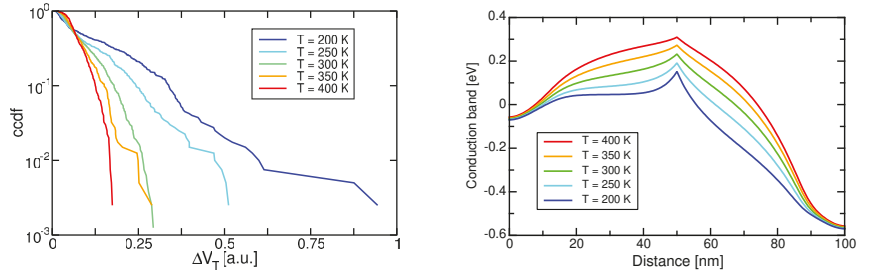 10^0
10^-1
10^-2
10^-3
ccdf
0 0.25 0.5 0.75 1
ΔV_T [a.u.]
T = 200 K
T = 250 K
T = 300 K
T = 350 K
T = 400 K
0.4
0.2
0
-0.2
-0.4
-0.6
Conduction band [eV]
0 20 40 60 80 100
Distance [nm]
T = 400 K
T = 350 K
T = 300 K
T = 250 K
T = 200 K